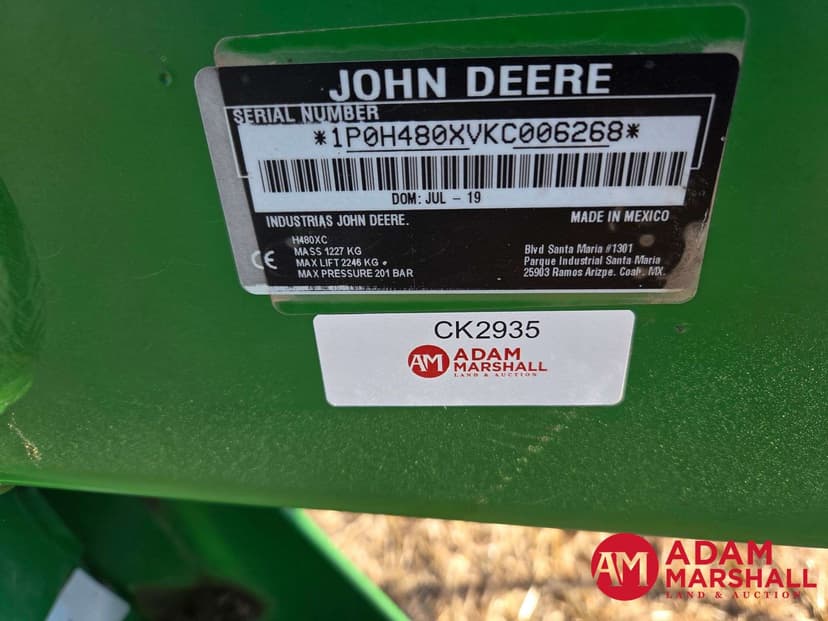 JOHN DEERE
SERIAL NUMBER
*1P0H480XVKC006268*
DOM: JUL - 19
INDUSTRIAS JOHN DEERE.
MADE IN MEXICO
H480XC
MASS 1227 KG
MAX LIFT 2246 KG
MAX PRESSURE 201 BAR
CE
Blvd Santa Maria #1301
Parque Industrial Santa Maria
25903 Ramos Arizpe. Coah. MX.
CK2935
AM
ADAM
MARSHALL
LAND & AUCTION
AM
ADAM
MARSHALL
LAND & AUCTION